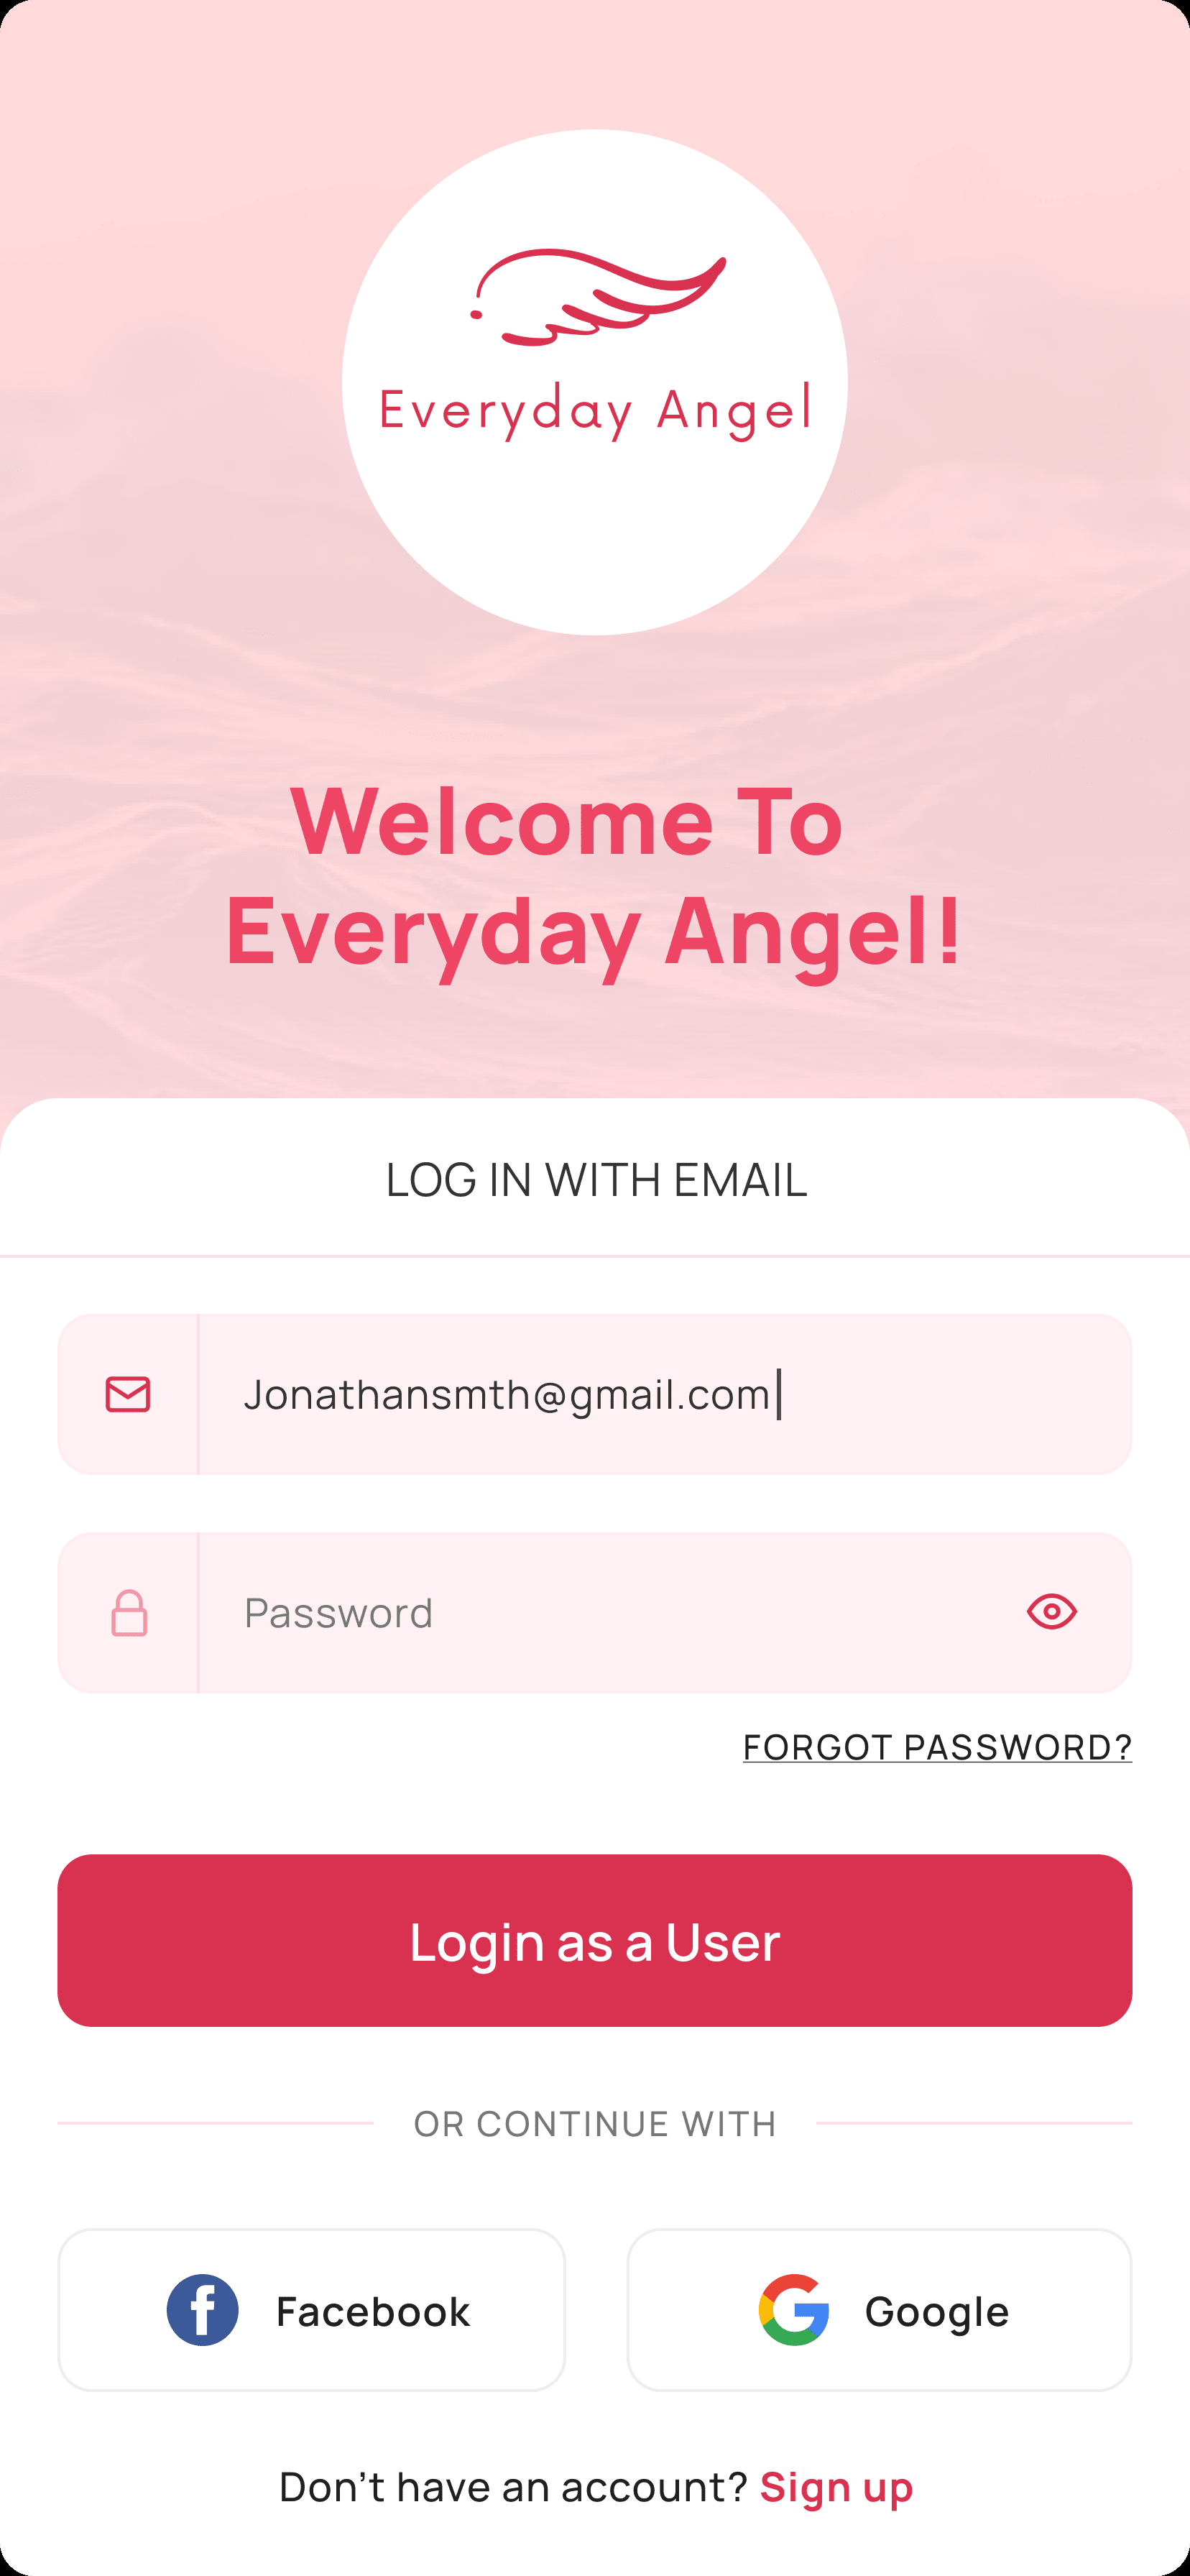 Everyday Angel
Welcome To
Everyday Angel!
LOG IN WITH EMAIL
Jonathansmth@gmail.com
Password
FORGOT PASSWORD?
Login as a User
OR CONTINUE WITH
Facebook
Google
Don’t have an account? Sign up